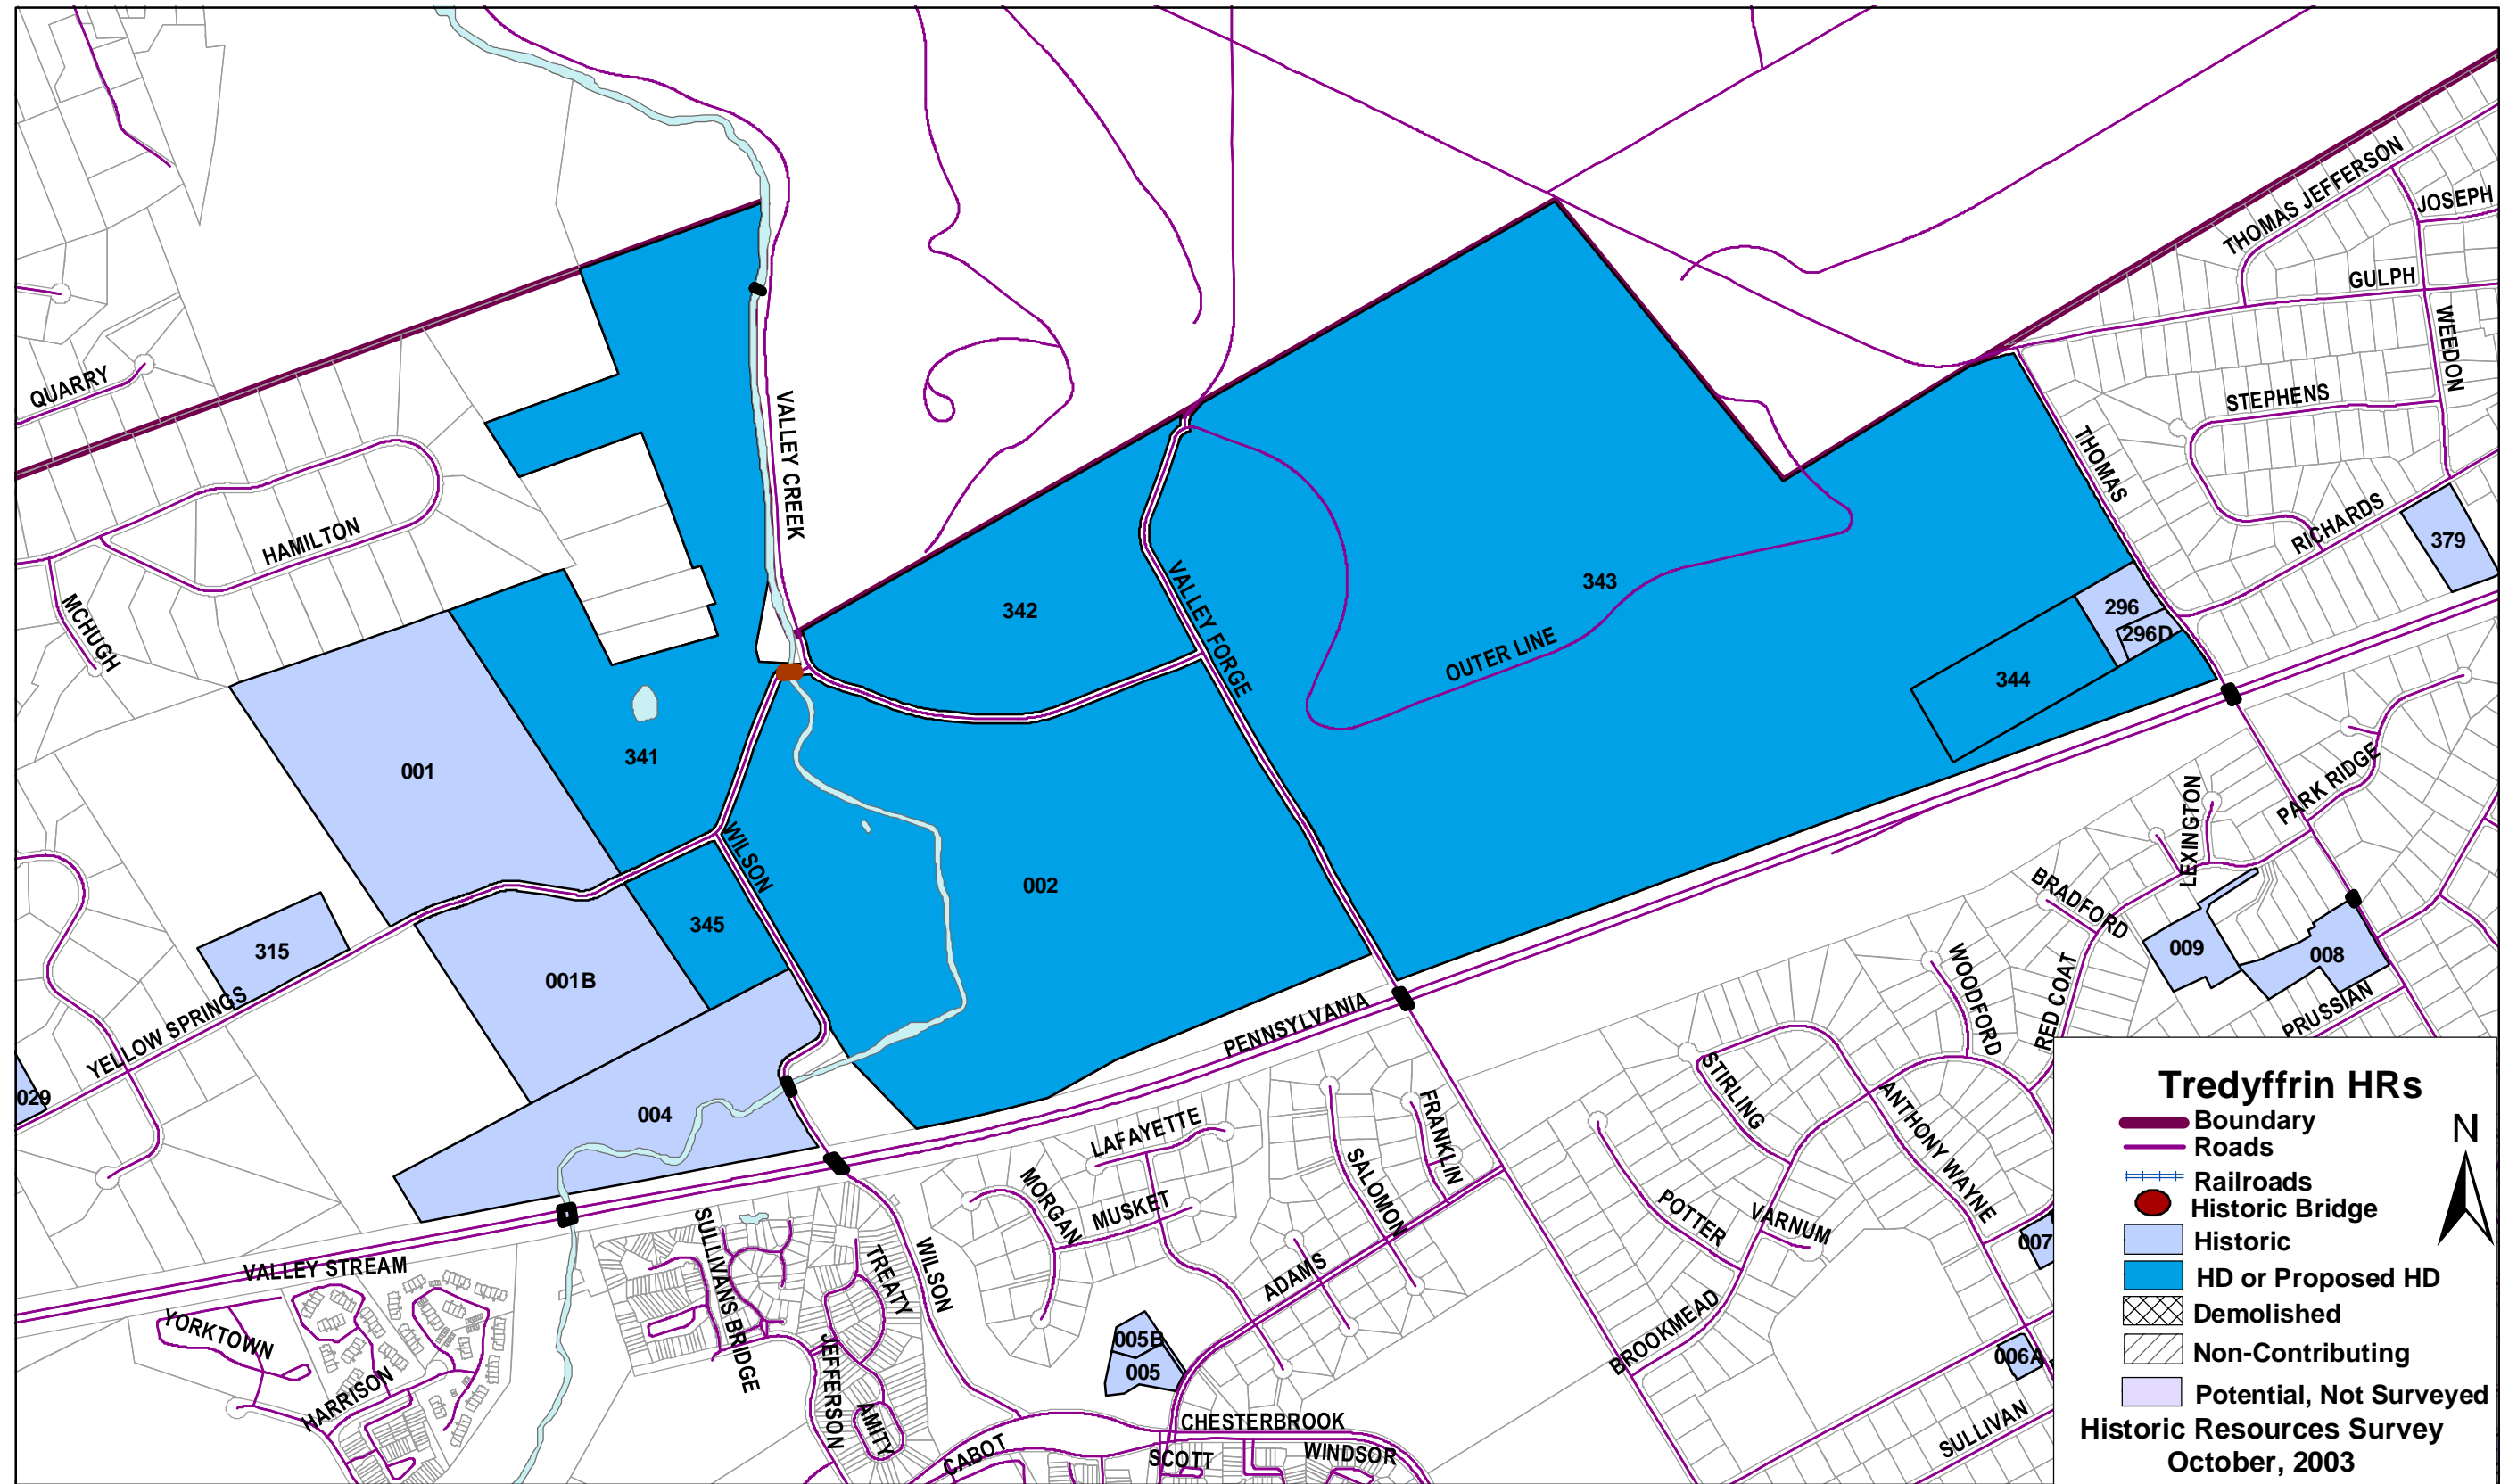 THOMAS JEFFERSON
JOSEPH
GULPH
WEEDON
QUARRY
STEPHENS
VALLEY CREEK
THOMAS
RICHARDS
379
HAMILTON
MCHUGH
342
VALLEY FORGE
343
296
296D
OUTER LINE
344
001
341
PARK RIDGE
LEXINGTON
WILSON
002
BRADFORD
315
345
001B
WOODFORD
RED COAT
009
008
PRUSSIAN
YELLOW SPRINGS
PENNSYLVANIA
029
004
STIRLING
ANTHONY WAYNE
LAFAYETTE
FRANKLIN
SALOMON
MORGAN
MUSKET
POTTER
VARNUM
007
VALLEY STREAM
SULLIVANS BRIDGE
TREATY
WILSON
ADAMS
YORKTOWN
HARRISON
JEFFERSON
AMITY
005B
005
BROOKMEAD
006A
CHESTERBROOK
CABOT
SCOTT
WINDSOR
SULLIVAN
Tredyffrin HRs
Boundary
Roads
N
Railroads
Historic Bridge
Historic
HD or Proposed HD
Demolished
Non-Contributing
Potential, Not Surveyed
Historic Resources Survey
October, 2003